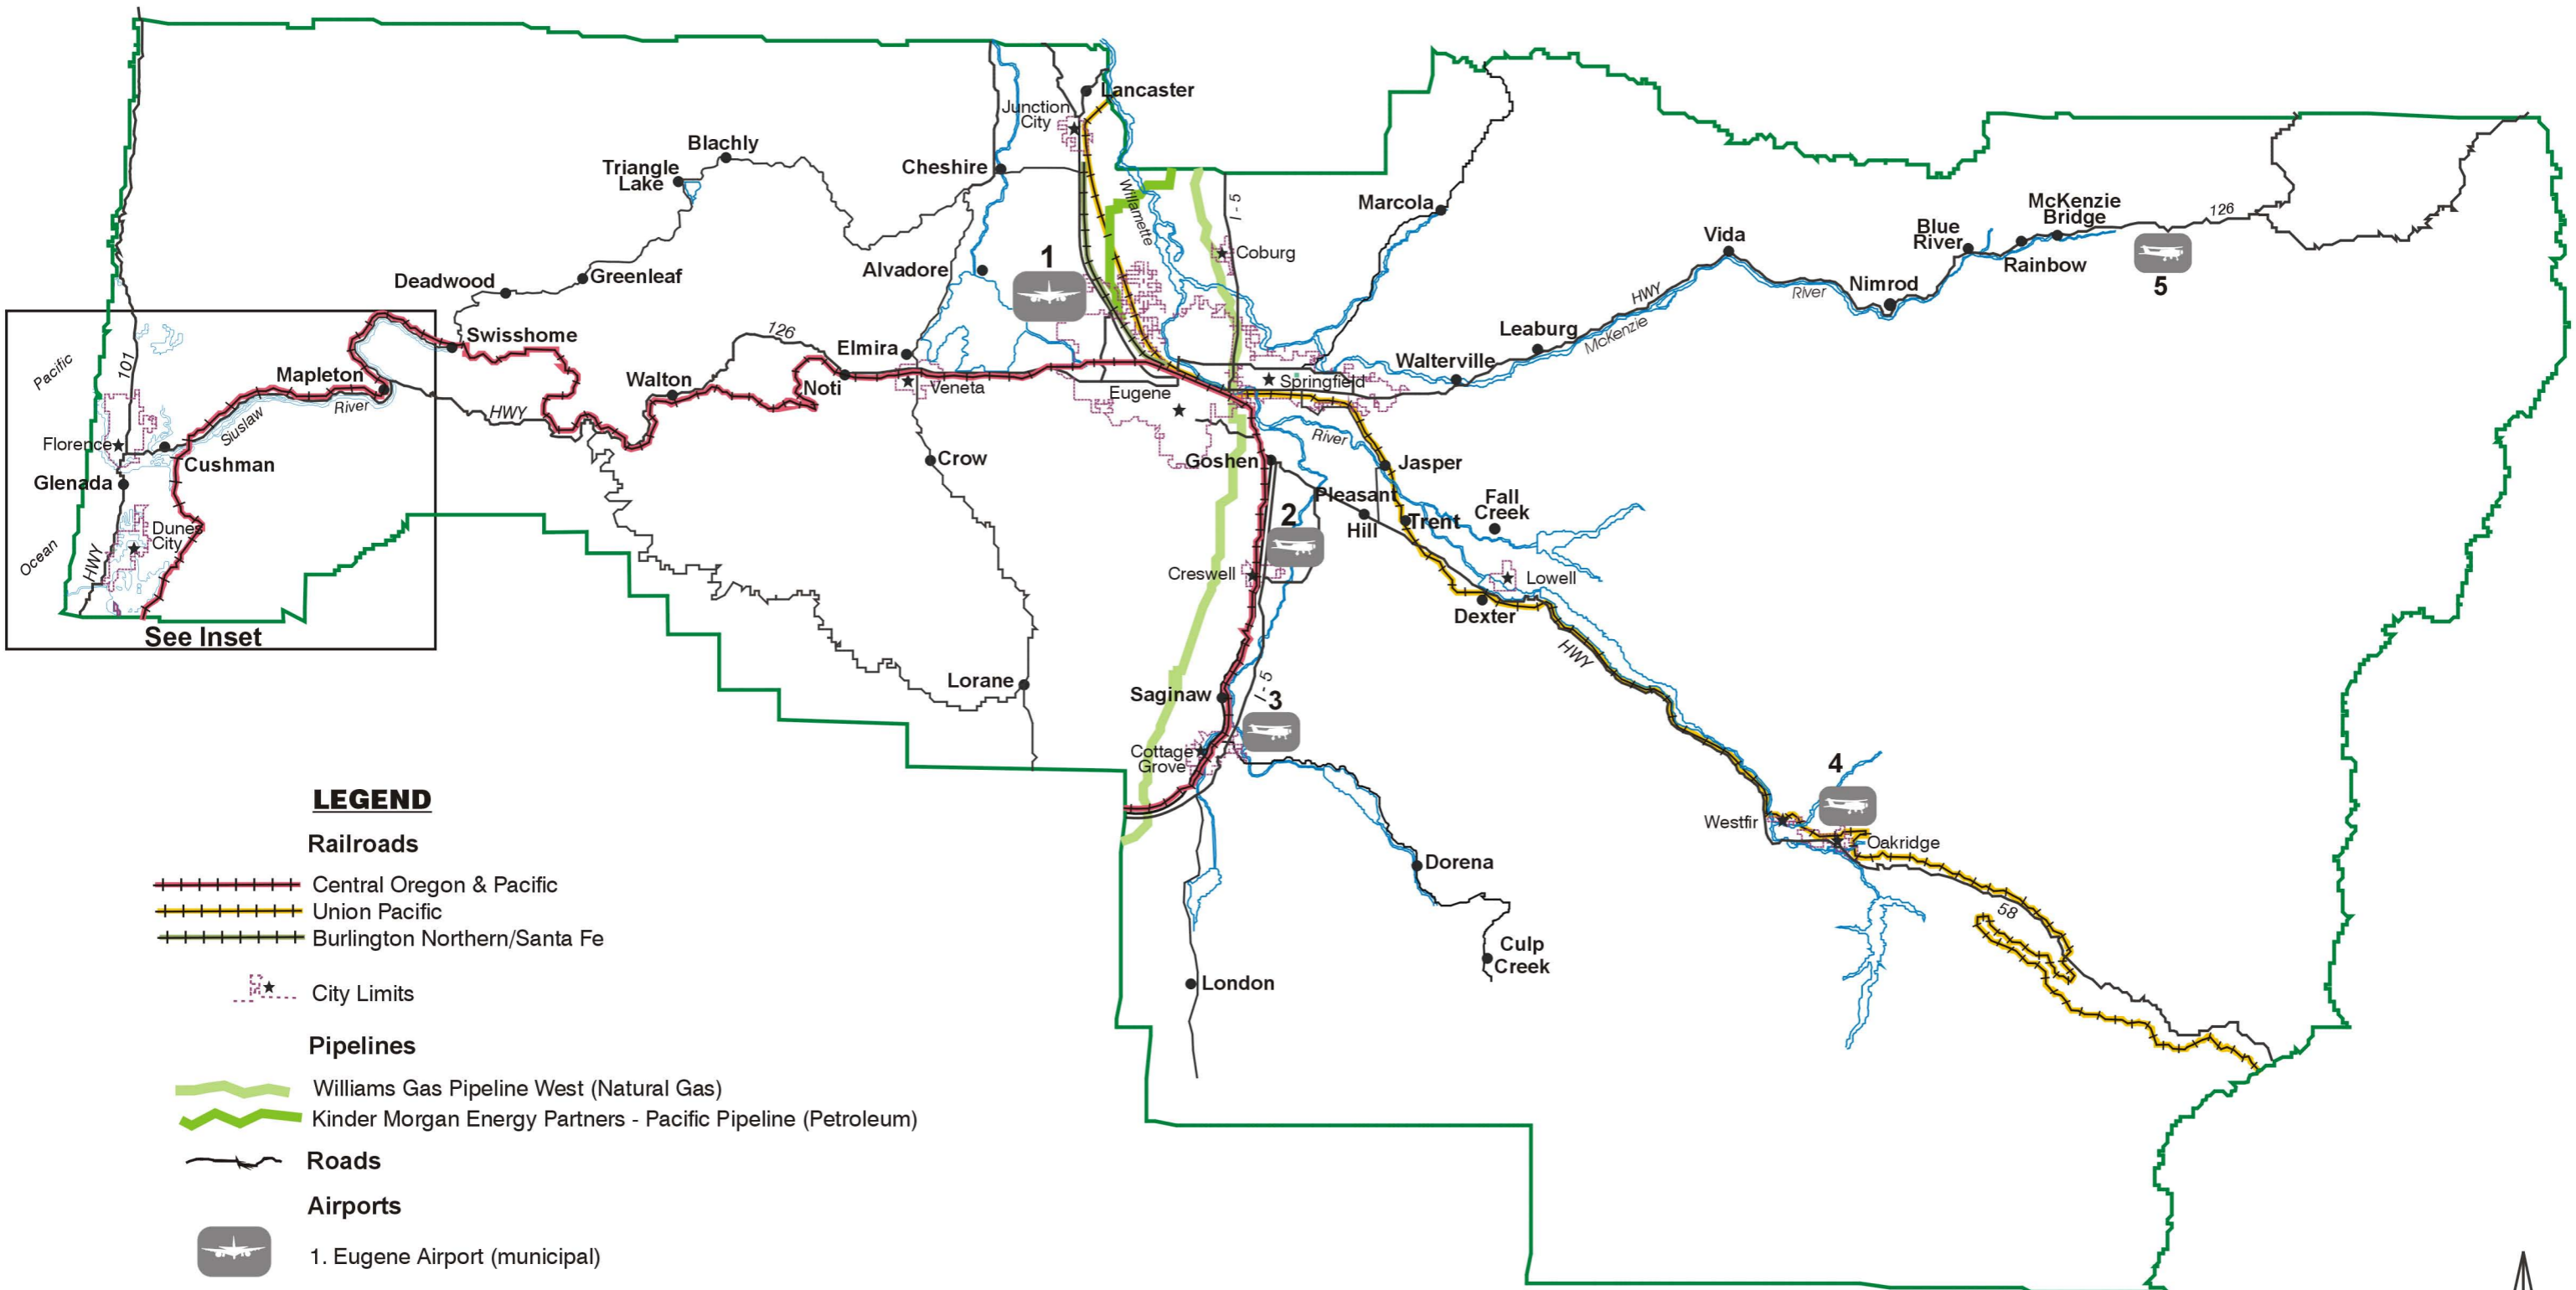 Lancaster
Junction
City
Blachly
Triangle
Lake
Cheshire
Willamette
I - 5
Marcola
McKenzie
Bridge
126
Blue
River
Rainbow
5
Vida
Coburg
Alvadore
1
Greenleaf
Deadwood
Nimrod
River
HWY
McKenzie
Leaburg
Walterville
Springfield
Swisshome
126
Elmira
Pacific
101
Mapleton
Walton
Noti
Veneta
Eugene
HWY
River
Siuslaw
Florence
Cushman
Glenada
Crow
Goshen
River
Jasper
Pleasant
Hill
Trent
Fall
Creek
2
Dunes
City
Ocean
HWY
Creswell
Lowell
Dexter
See Inset
HWY
Lorane
Saginaw
I - 5
3
Cottage
Grove
4
Westfir
Oakridge
58
Dorena
Culp
Creek
London
LEGEND
Railroads
Central Oregon & Pacific
Union Pacific
Burlington Northern/Santa Fe
City Limits
Pipelines
Williams Gas Pipeline West (Natural Gas)
Kinder Morgan Energy Partners - Pacific Pipeline (Petroleum)
Roads
Airports
1. Eugene Airport (municipal)